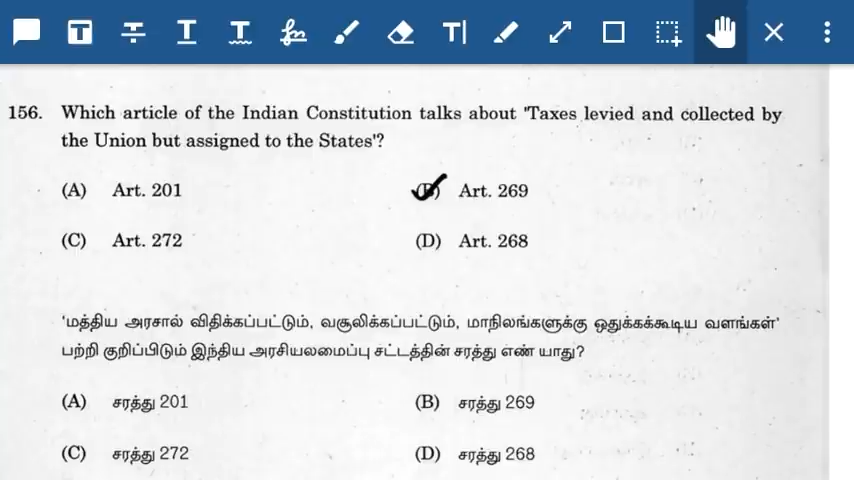 156. Which article of the Indian Constitution talks about 'Taxes levied and collected by
the Union but assigned to the States'?
(A) Art. 201 (B) Art. 269
(C) Art. 272 (D) Art. 268
'மத்திய அரசால் விதிக்கப்பட்டும், வசூலிக்கப்பட்டும், மாநிலங்களுக்கு ஒதுக்கக்கூடிய வளங்கள்'
பற்றி குறிப்பிடும் இந்திய அரசியலமைப்பு சட்டத்தின் சரத்து எண் யாது?
(A) சரத்து 201 (B) சரத்து 269
(C) சரத்து 272 (D) சரத்து 268